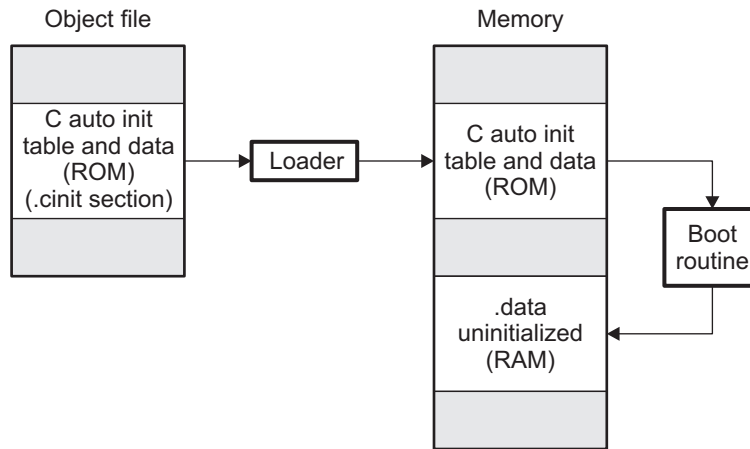 Object file
Memory
C auto init
table and data
(ROM)
(.cinit section)
Loader
C auto init
table and data
(ROM)
Boot
routine
.data
uninitialized
(RAM)